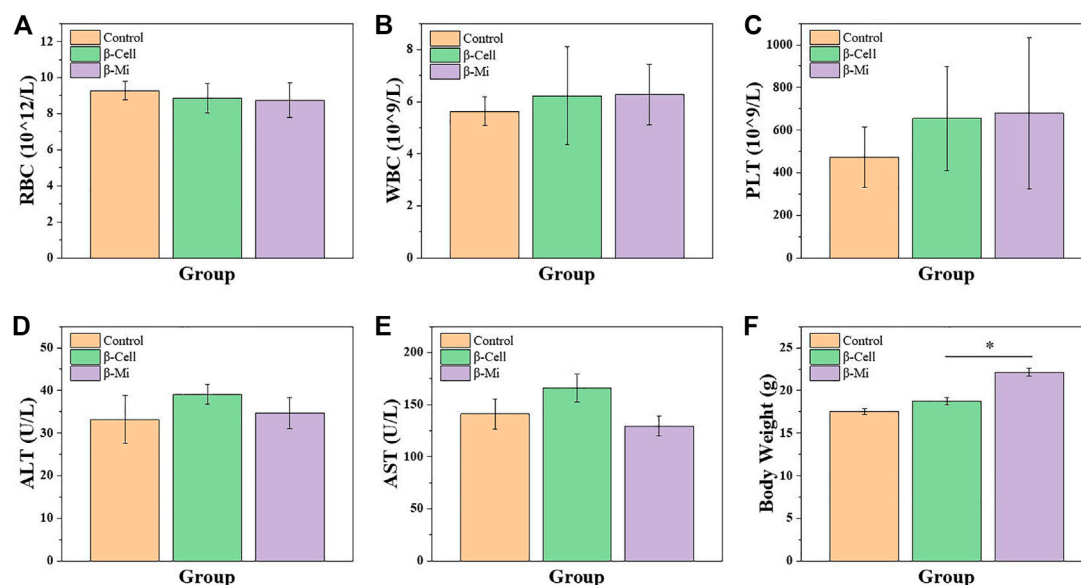 A
RBC (10^12/L)
12
10
8
6
4
2
0
Control
β-Cell
β-Mi
Group
B
WBC (10^9/L)
8
6
4
2
0
Control
β-Cell
β-Mi
Group
C
PLT (10^9/L)
1000
800
600
400
200
0
Control
β-Cell
β-Mi
Group
D
ALT (U/L)
50
40
30
20
10
0
Control
β-Cell
β-Mi
Group
E
AST (U/L)
200
150
100
50
0
Control
β-Cell
β-Mi
Group
F
Body Weight (g)
25
20
15
10
5
0
Control
β-Cell
β-Mi
*
Group